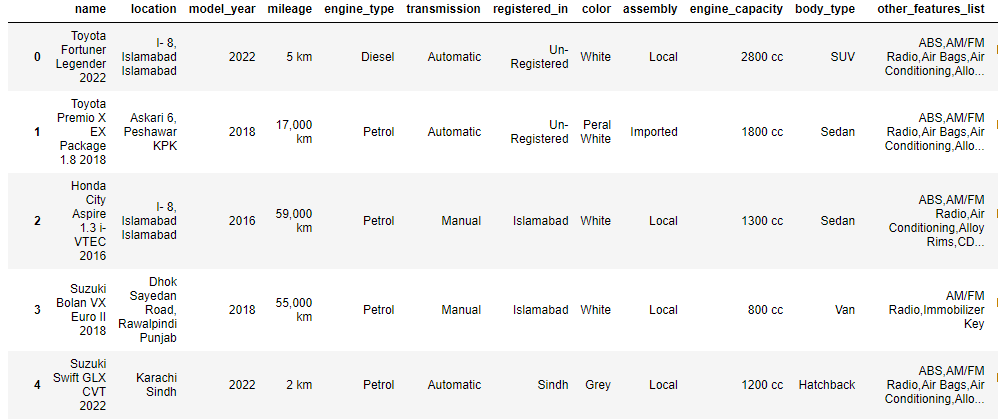 name location model_year mileage engine_type transmission registered_in color assembly engine_capacity body_type other_features_list
0 Toyota Fortuner Legender 2022 I- 8, Islamabad Islamabad 2022 5 km Diesel Automatic Un-Registered White Local 2800 cc SUV ABS,AM/FM Radio,Air Bags,Air Conditioning,Allo...
1 Toyota Premio X EX Package 1.8 2018 Askari 6, Peshawar KPK 2018 17,000 km Petrol Automatic Un-Registered Peral White Imported 1800 cc Sedan ABS,AM/FM Radio,Air Bags,Air Conditioning,Allo...
2 Honda City Aspire 1.3 i-VTEC 2016 I- 8, Islamabad Islamabad 2016 59,000 km Petrol Manual Islamabad White Local 1300 cc Sedan ABS,AM/FM Radio,Air Conditioning,Alloy Rims,CD...
3 Suzuki Bolan VX Euro II 2018 Dhok Sayedan Road, Rawalpindi Punjab 2018 55,000 km Petrol Manual Islamabad White Local 800 cc Van AM/FM Radio,Immobilizer Key
4 Suzuki Swift GLX CVT 2022 Karachi Sindh 2022 2 km Petrol Automatic Sindh Grey Local 1200 cc Hatchback ABS,AM/FM Radio,Air Bags,Air Conditioning,Allo...